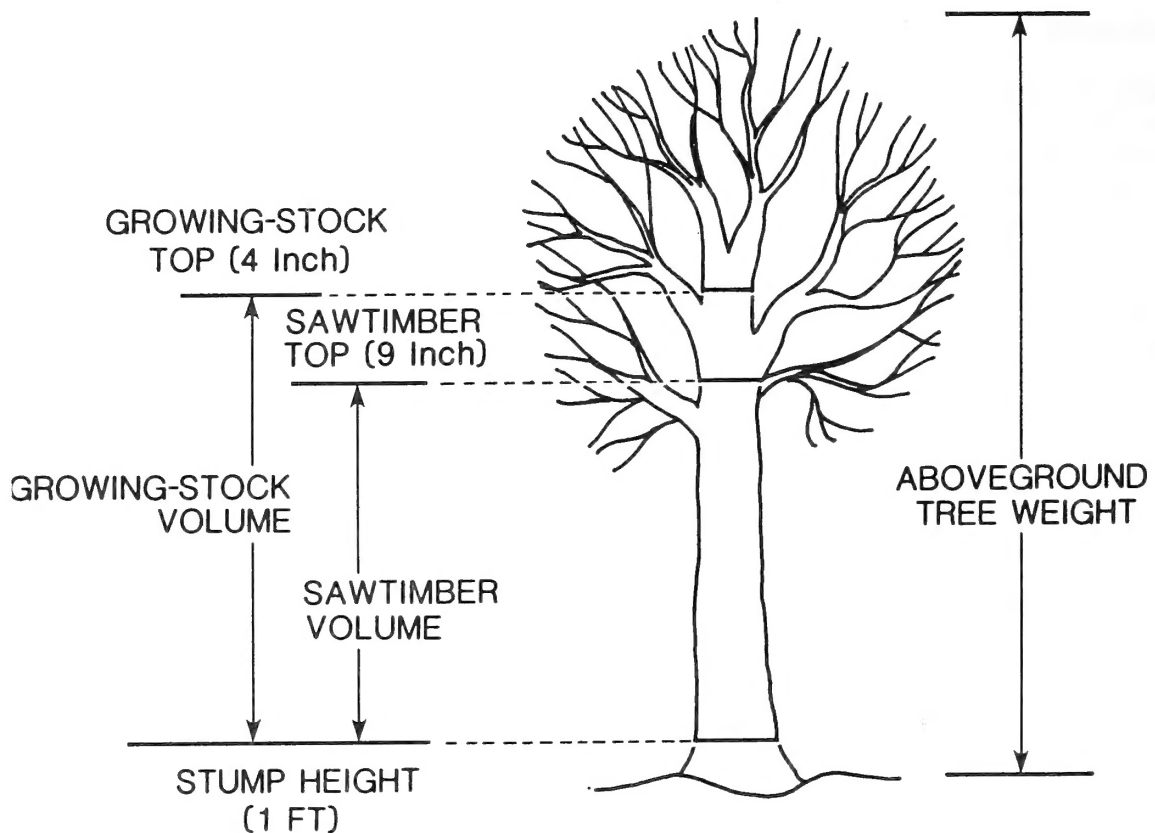 GROWING-STOCK
TOP (4 Inch)
SAWTIMBER
TOP (9 Inch)
GROWING-STOCK
VOLUME
SAWTIMBER
VOLUME
ABOVEGROUND
TREE WEIGHT
STUMP HEIGHT
(1 FT)